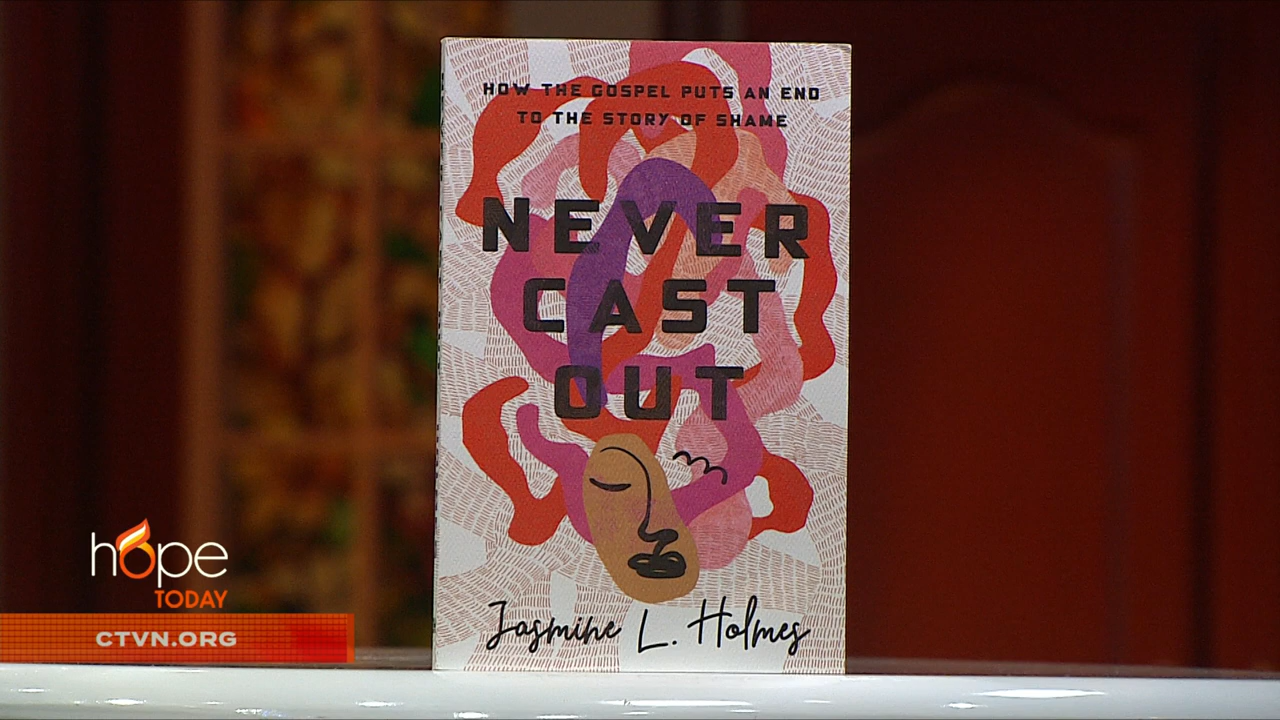 HOW THE GOSPEL PUTS AN END
TO THE STORY OF SHAME
NEVER
CAST
OUT
Jasmine L. Holmes
hope
TODAY
CTVN.ORG